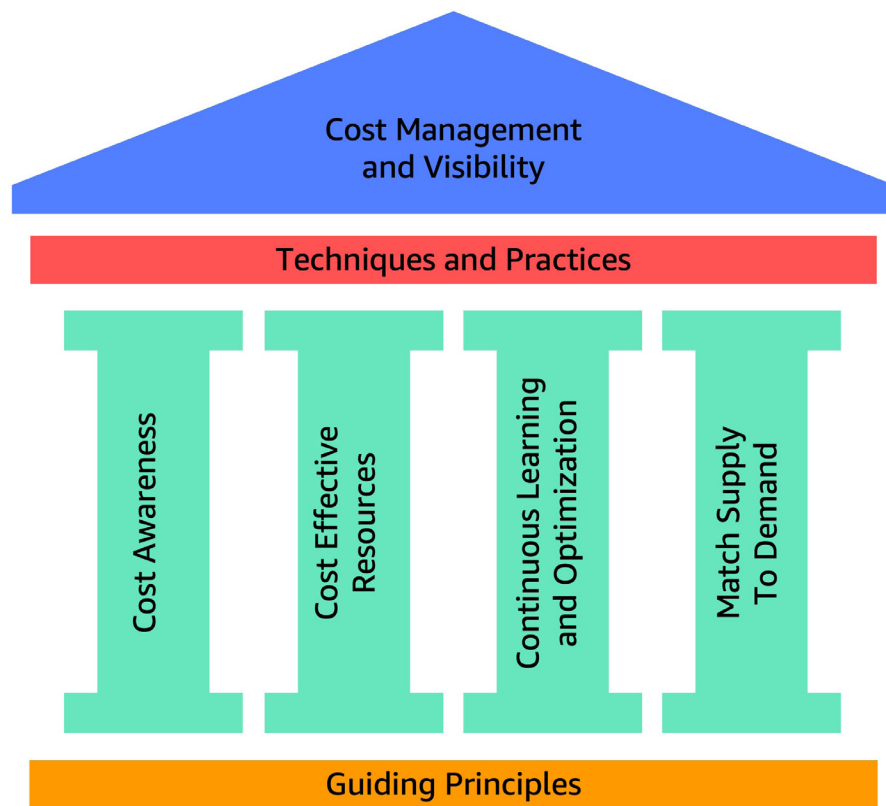 Cost Management
and Visibility
Techniques and Practices
Cost Awareness
Cost Effective
Resources
Continuous Learning
and Optimization
Match Supply
To Demand
Guiding Principles